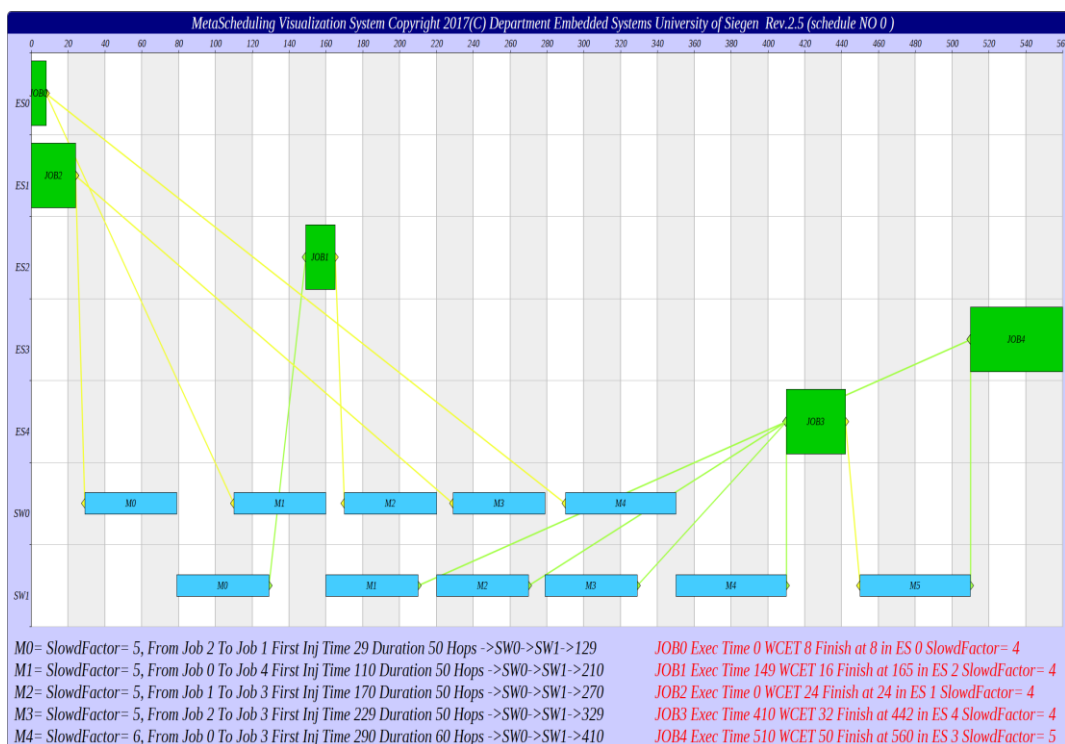 MetaScheduling Visualization System Copyright 2017(C) Department Embedded Systems University of Siegen Rev.2.5 (schedule NO 0 )
0 20 40 60 80 100 120 140 160 180 200 220 240 260 280 300 320 340 360 380 400 420 440 460 480 500 520 540 56
ES0
ES1
JOB2
ES2
JOB1
ES3
JOB4
ES4
JOB3
SW0
M0 M1 M2 M3 M4
SW1
M0 M1 M2 M3 M4 M5
M0= SlowdFactor= 5, From Job 2 To Job 1 First Inj Time 29 Duration 50 Hops ->SW0->SW1->129
JOB0 Exec Time 0 WCET 8 Finish at 8 in ES 0 SlowdFactor= 4
M1= SlowdFactor= 5, From Job 0 To Job 4 First Inj Time 110 Duration 50 Hops ->SW0->SW1->210
JOB1 Exec Time 149 WCET 16 Finish at 165 in ES 2 SlowdFactor= 4
M2= SlowdFactor= 5, From Job 1 To Job 3 First Inj Time 170 Duration 50 Hops ->SW0->SW1->270
JOB2 Exec Time 0 WCET 24 Finish at 24 in ES 1 SlowdFactor= 4
M3= SlowdFactor= 5, From Job 2 To Job 3 First Inj Time 229 Duration 50 Hops ->SW0->SW1->329
JOB3 Exec Time 410 WCET 32 Finish at 442 in ES 4 SlowdFactor= 4
M4= SlowdFactor= 6, From Job 0 To Job 3 First Inj Time 290 Duration 60 Hops ->SW0->SW1->410
JOB4 Exec Time 510 WCET 50 Finish at 560 in ES 3 SlowdFactor= 5